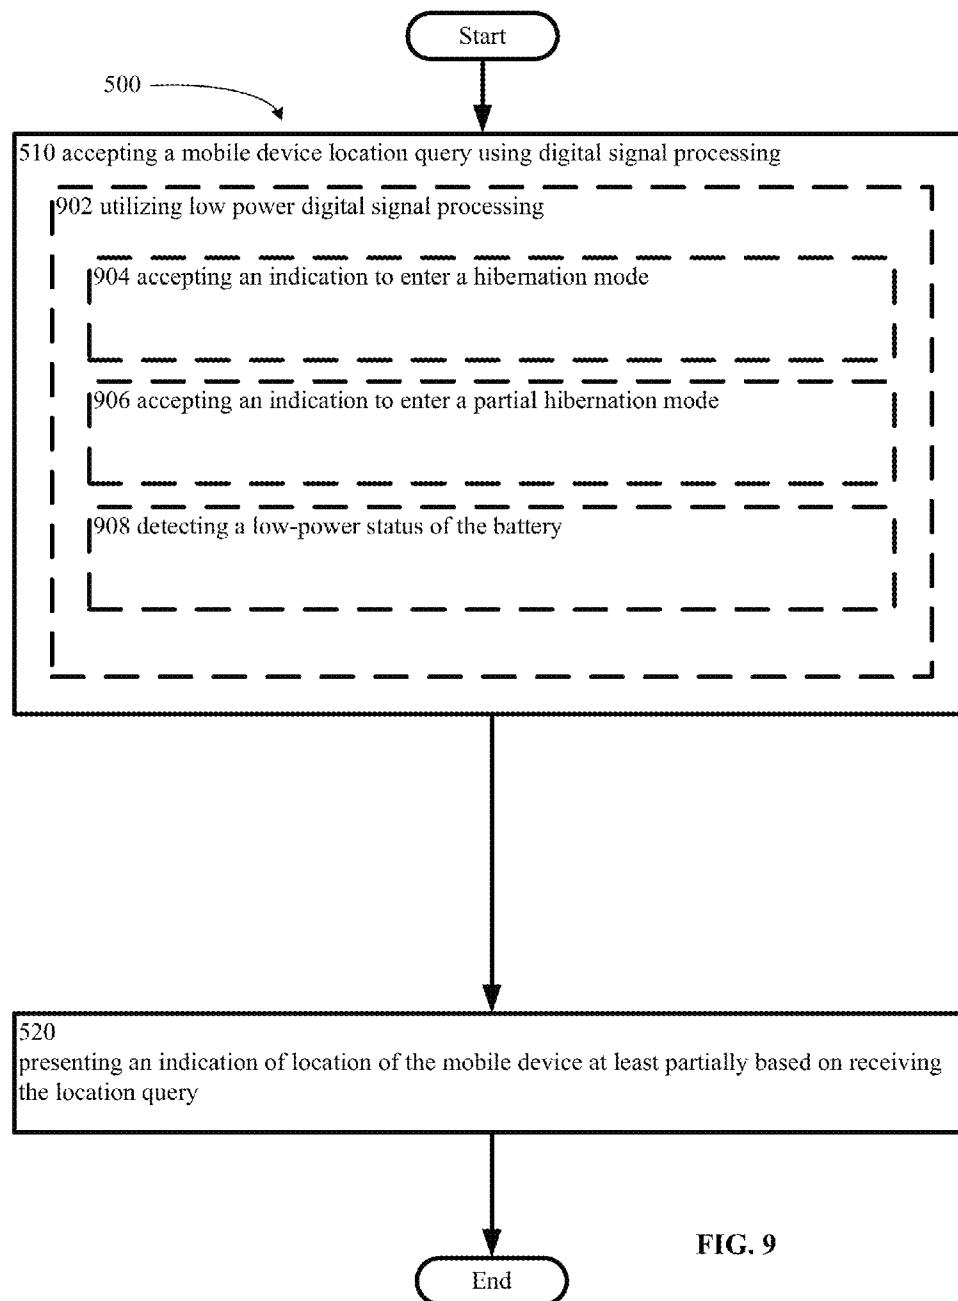 Start
500
510 accepting a mobile device location query using digital signal processing
902 utilizing low power digital signal processing
904 accepting an indication to enter a hibernation mode
906 accepting an indication to enter a partial hibernation mode
908 detecting a low-power status of the battery
520
presenting an indication of location of the mobile device at least partially based on receiving
the location query
FIG. 9
End